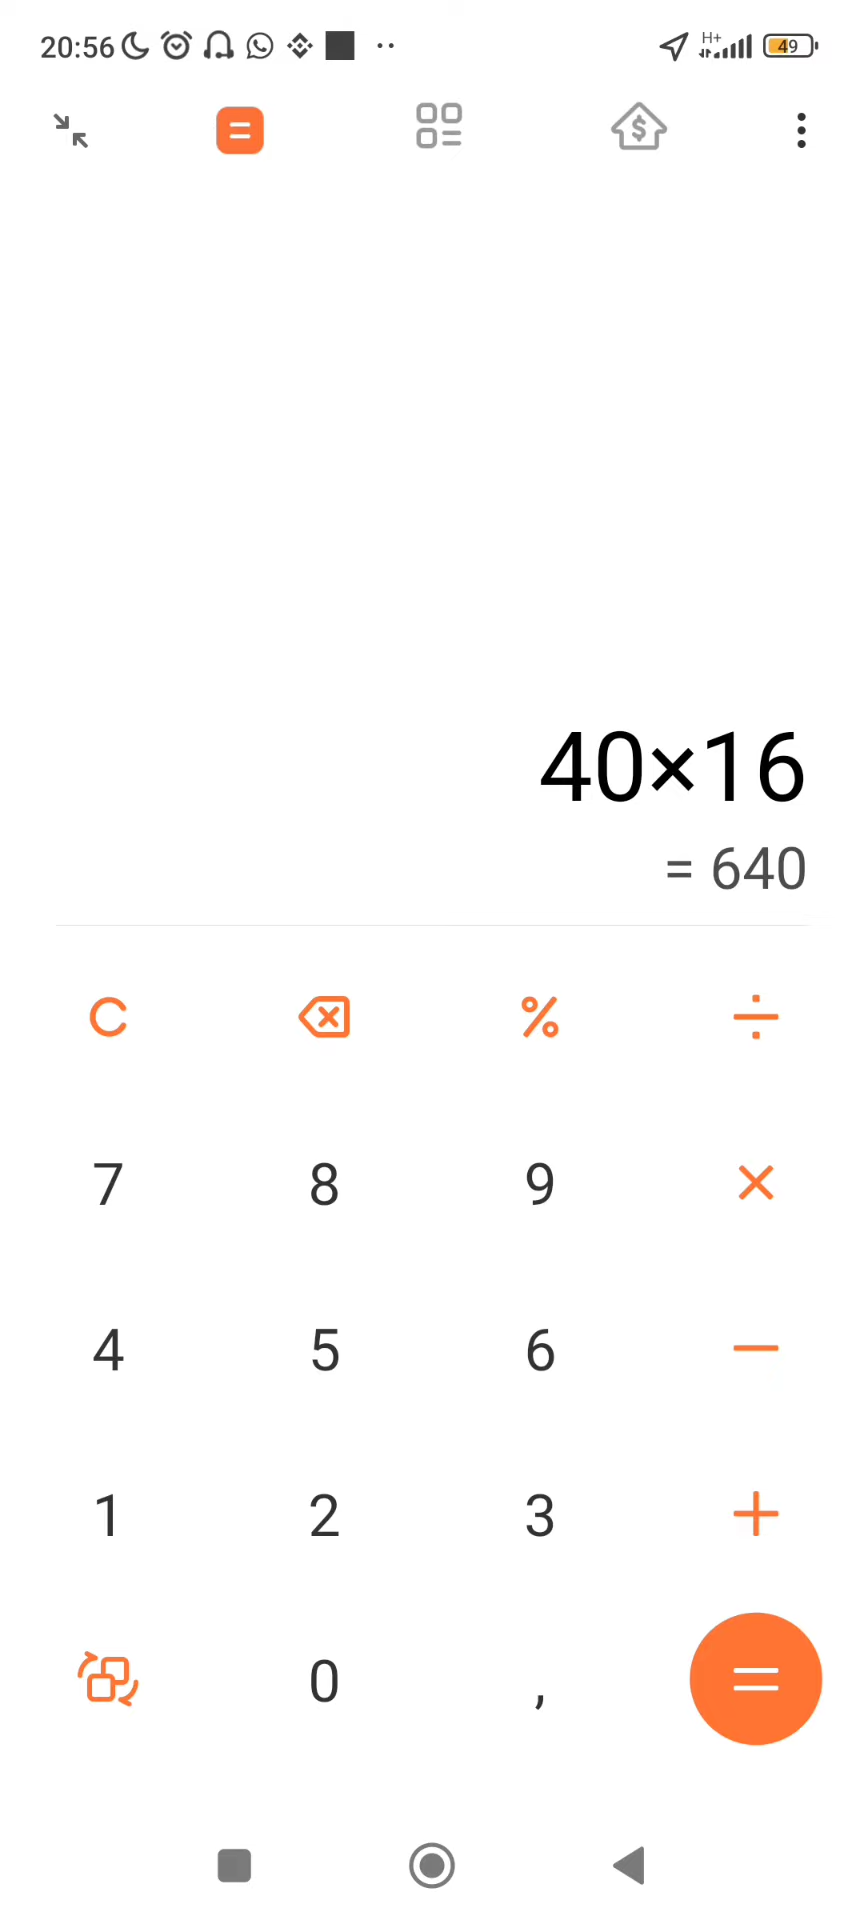 20:56 H+ 49
40×16
= 640
C % ÷
7 8 9 ×
4 5 6 −
1 2 3 +
0 , =